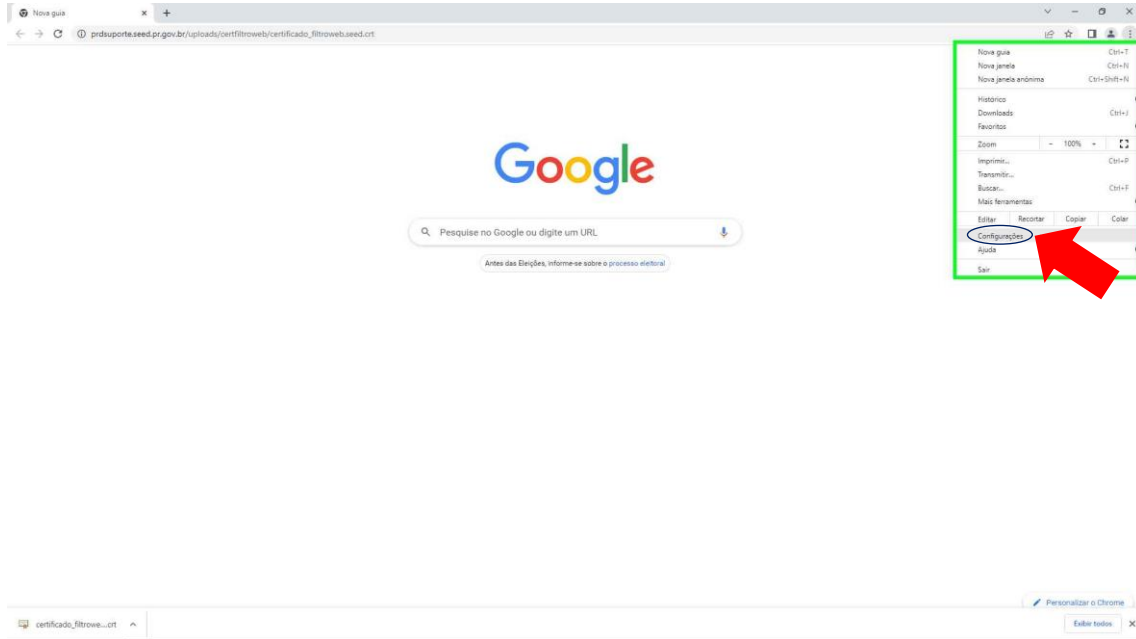 Nova guia
prdsuporte.seed.pr.gov.br/uploads/certfiltroweb/certificado_filtroweb.seed.crt
Nova guia Ctrl+T
Nova janela Ctrl+N
Nova janela anônima Ctrl+Shift+N
Histórico
Downloads Ctrl+J
Favoritos
Zoom - 100% +
Imprimir... Ctrl+P
Transmitir...
Buscar... Ctrl+F
Mais ferramentas
Editar Recortar Copiar Colar
Configurações
Ajuda
Sair
Google
Pesquise no Google ou digite um URL
Antes das Eleições, informe-se sobre o processo eleitoral
Personalizar o Chrome
certificado_filtrowe....crt
Exibir todos